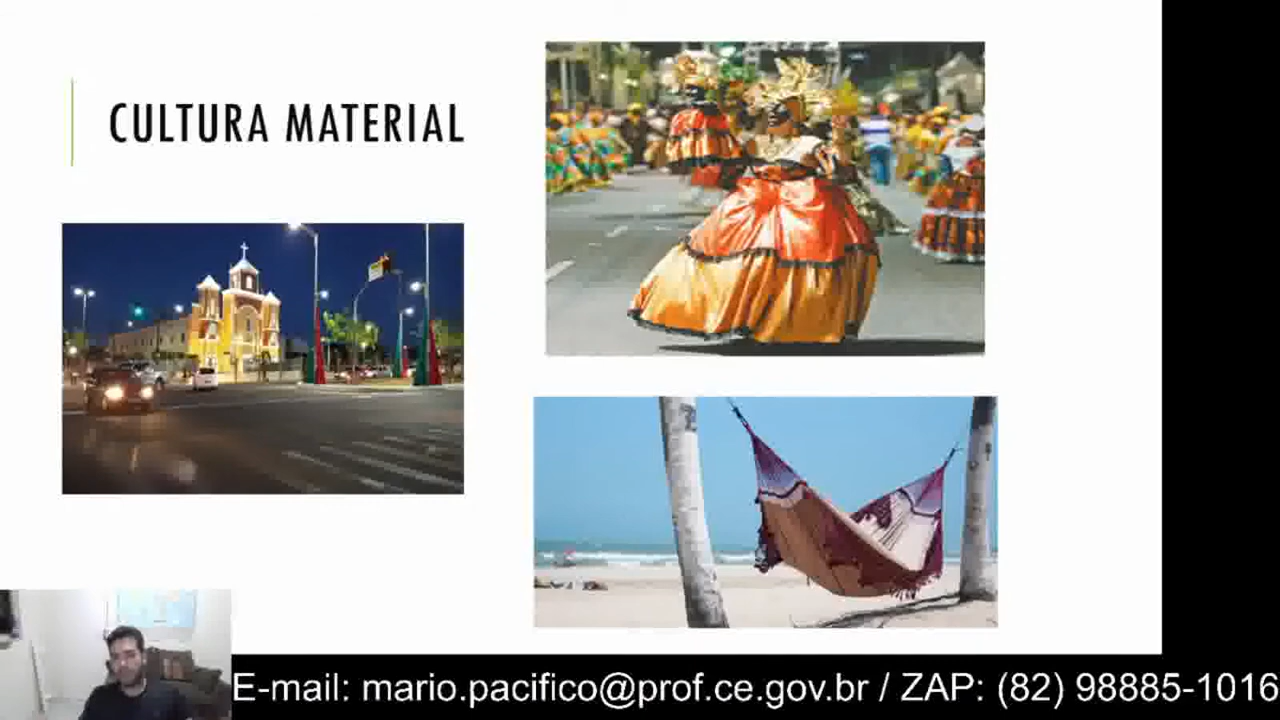 CULTURA MATERIAL
E-mail: mario.pacifico@prof.ce.gov.br / ZAP: (82) 98885-1016